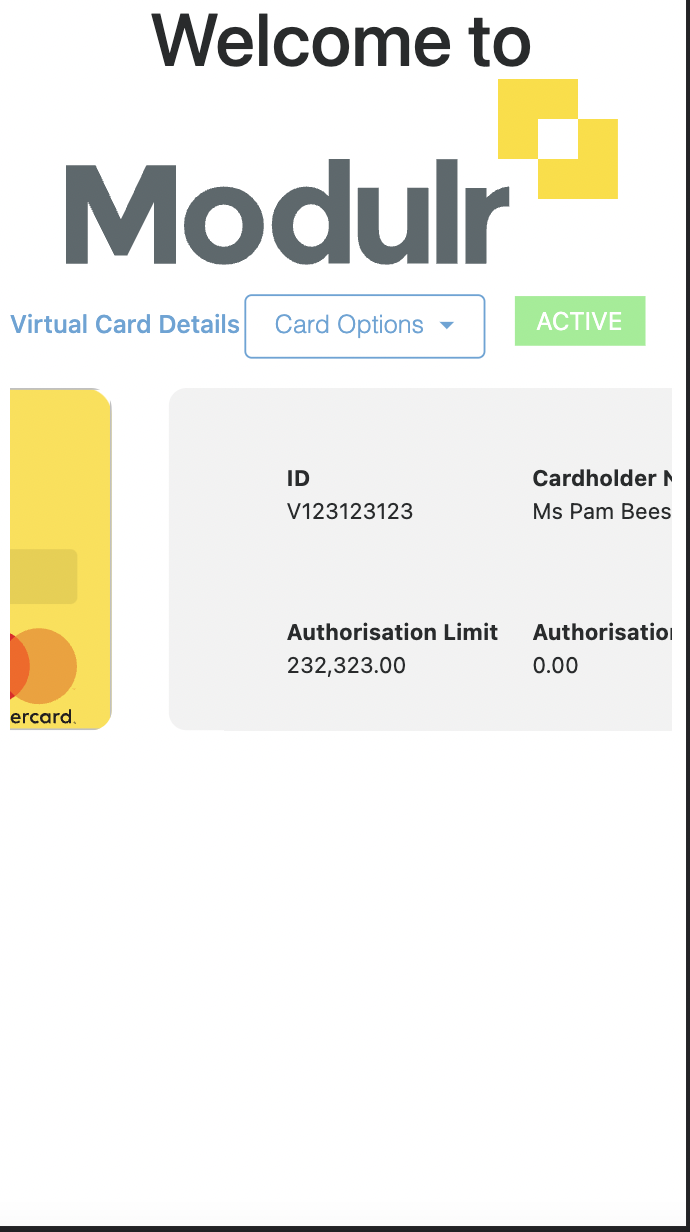 Welcome to
Modulr
Virtual Card Details
Card Options
ACTIVE
ID
V123123123
Cardholder N
Ms Pam Bees
Authorisation Limit
232,323.00
Authorisation
0.00
ercard.